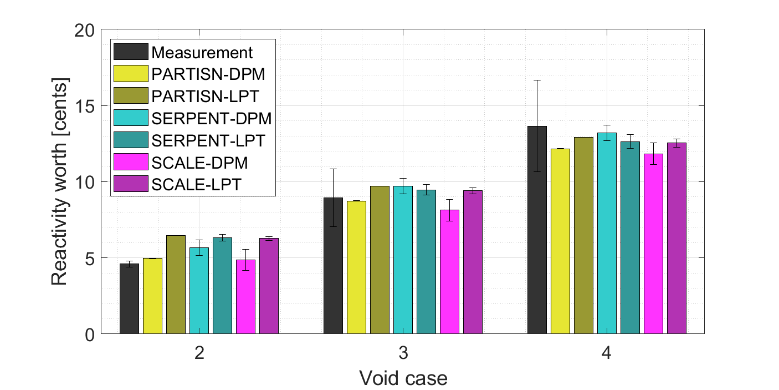 20
15
10
5
0
Reactivity worth [cents]
Measurement
PARTISN-DPM
PARTISN-LPT
SERPENT-DPM
SERPENT-LPT
SCALE-DPM
SCALE-LPT
2 3 4
Void case